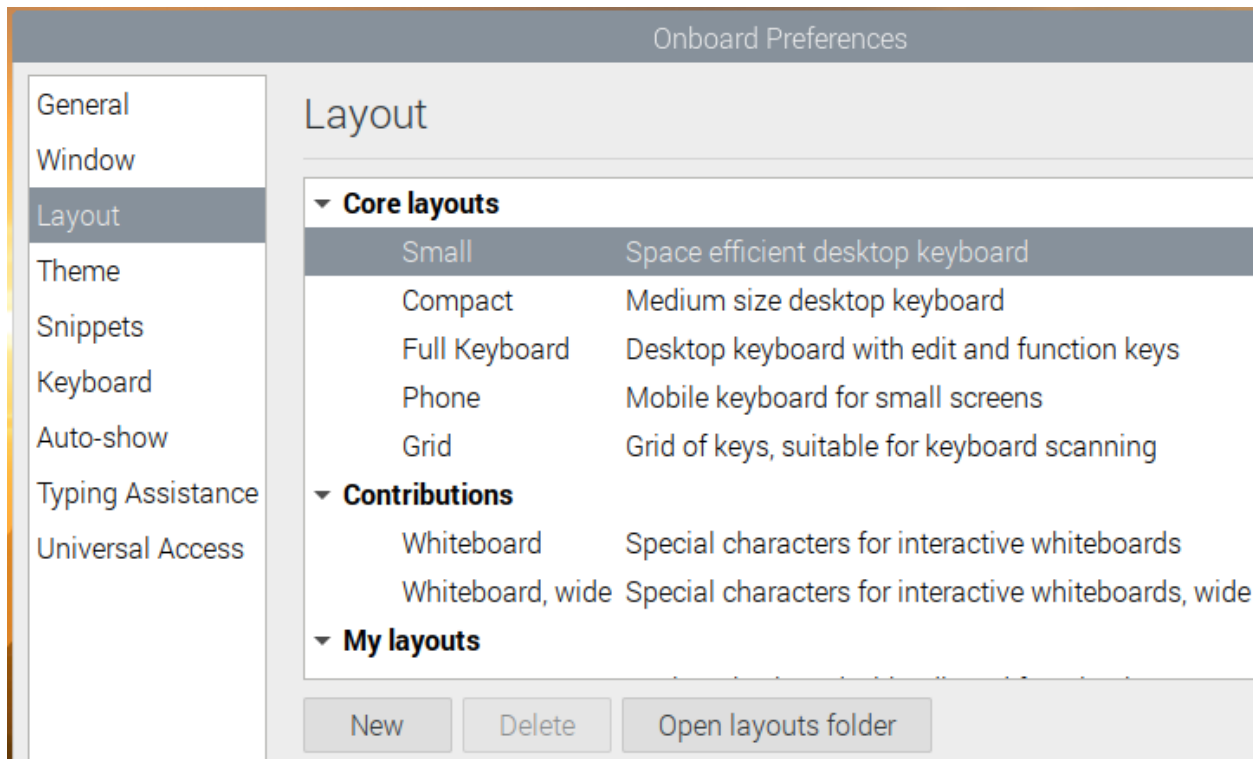 Onboard Preferences
General
Window
Layout
Theme
Snippets
Keyboard
Auto-show
Typing Assistance
Universal Access
Layout
Core layouts
Small Space efficient desktop keyboard
Compact Medium size desktop keyboard
Full Keyboard Desktop keyboard with edit and function keys
Phone Mobile keyboard for small screens
Grid Grid of keys, suitable for keyboard scanning
Contributions
Whiteboard Special characters for interactive whiteboards
Whiteboard, wide Special characters for interactive whiteboards, wide
My layouts
New Delete Open layouts folder